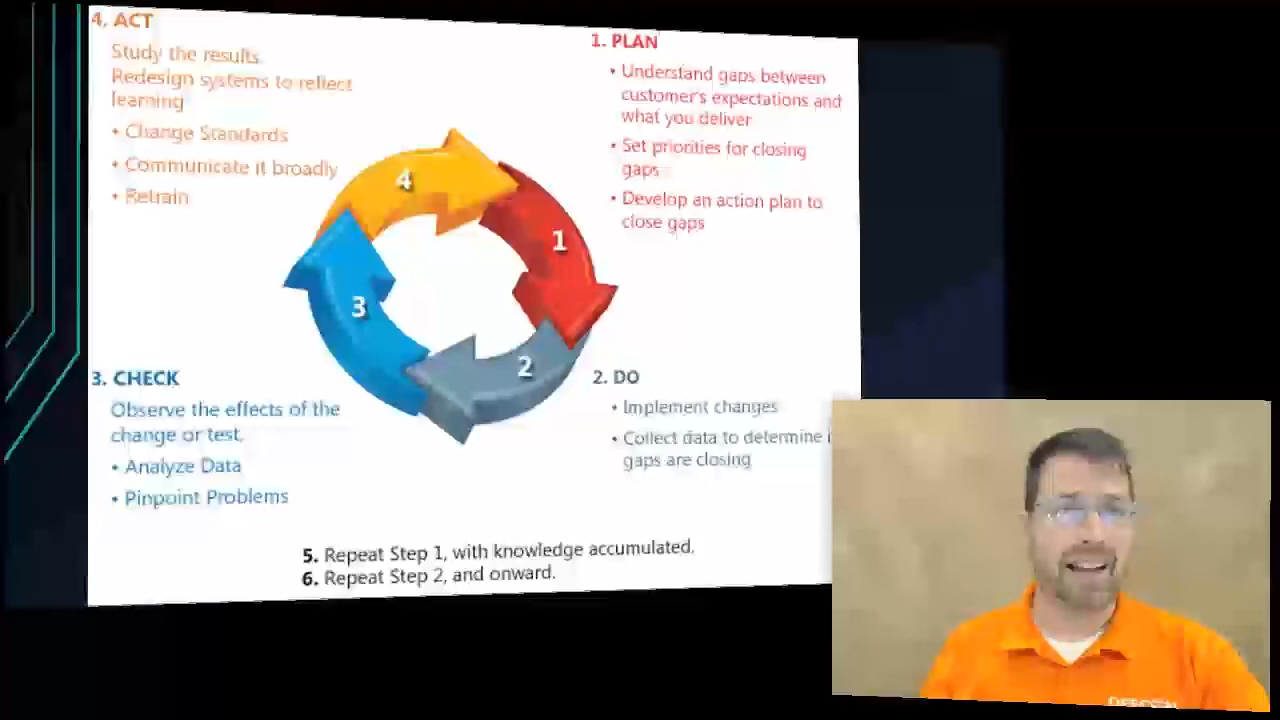 4. ACT
Study the results.
Redesign systems to reflect
learning
• Change Standards
• Communicate it broadly
• Retrain
1. PLAN
• Understand gaps between
customer's expectations and
what you deliver
• Set priorities for closing
gaps
• Develop an action plan to
close gaps
4
1
3
2
3. CHECK
Observe the effects of the
change or test.
• Analyze Data
• Pinpoint Problems
2. DO
• Implement changes
• Collect data to determine
gaps are closing
5. Repeat Step 1, with knowledge accumulated.
6. Repeat Step 2, and onward.